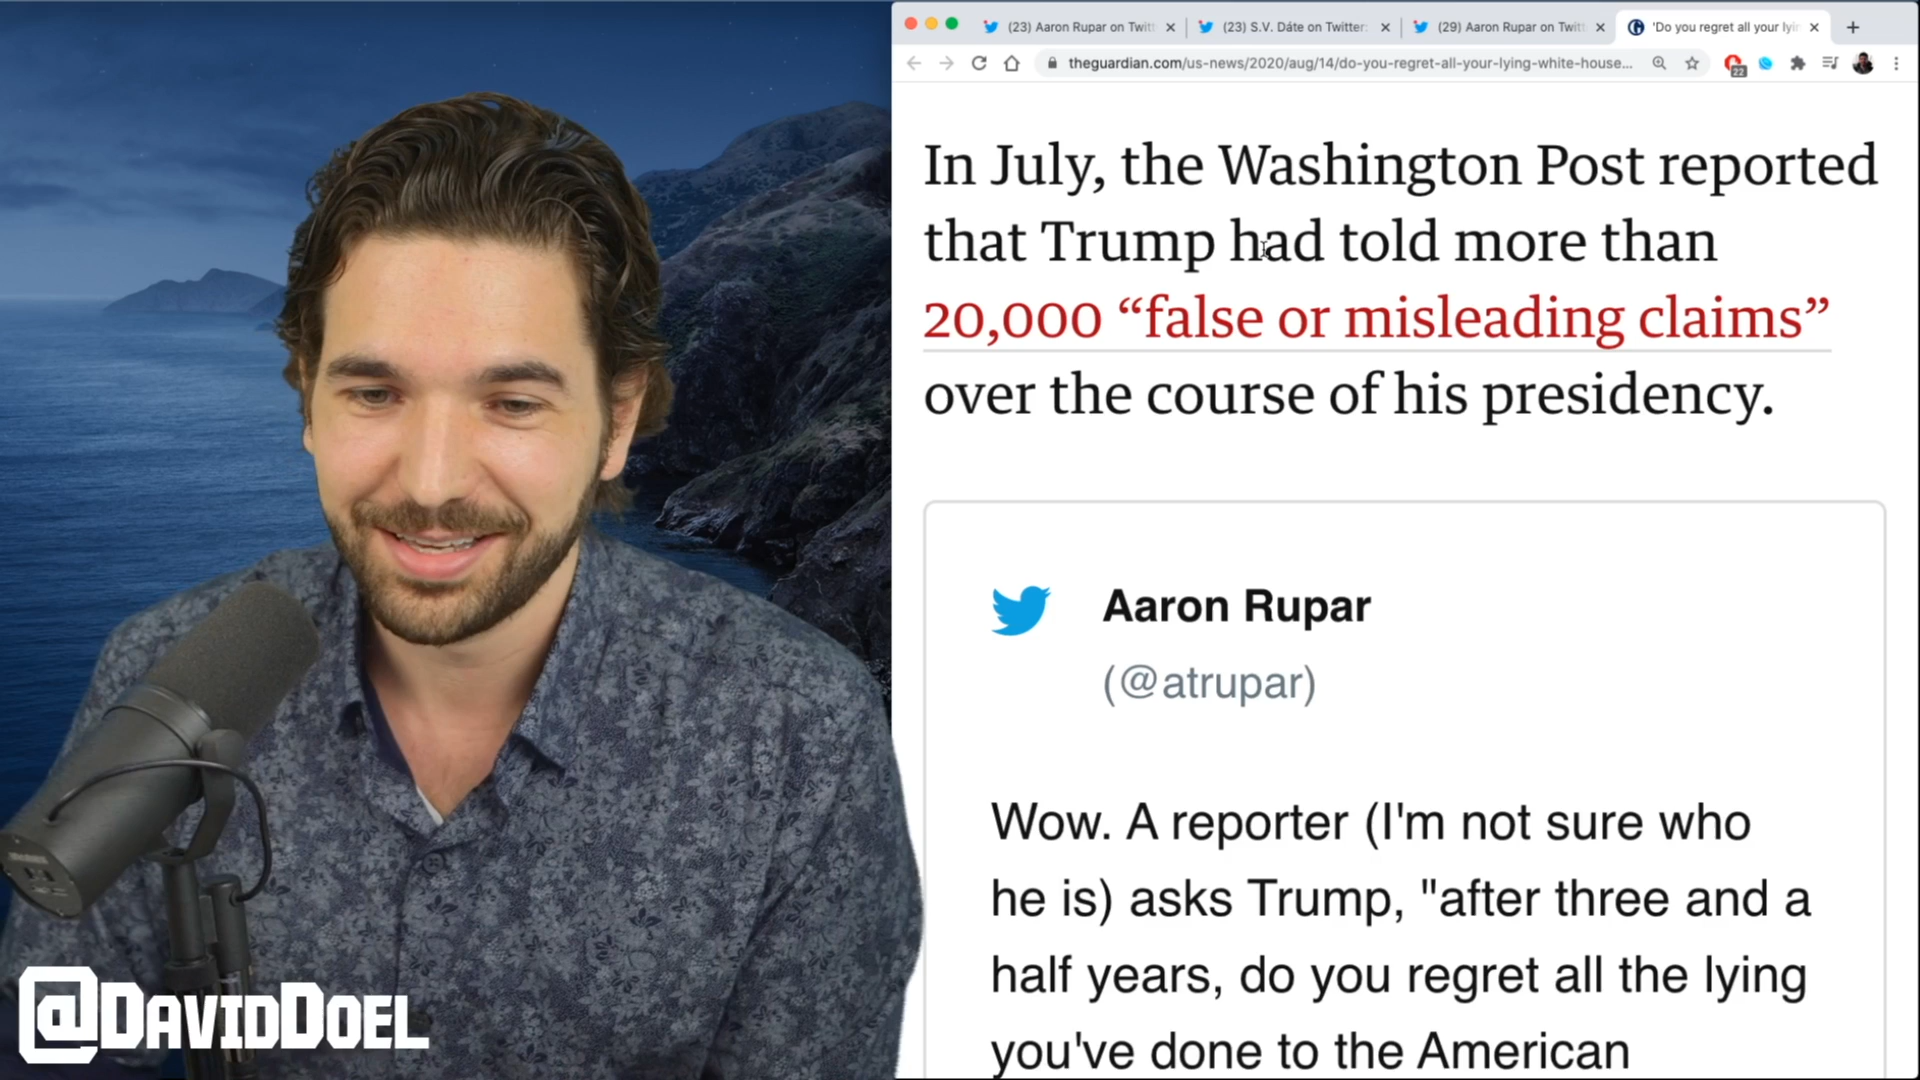 (23) Aaron Rupar on Twitt
(23) S.V. Dáte on Twitter:
(29) Aaron Rupar on Twitt
'Do you regret all your lyin
theguardian.com/us-news/2020/aug/14/do-you-regret-all-your-lying-white-house...
22
In July, the Washington Post reported
that Trump had told more than
20,000 “false or misleading claims”
over the course of his presidency.
Aaron Rupar
(@atrupar)
Wow. A reporter (I'm not sure who
he is) asks Trump, "after three and a
half years, do you regret all the lying
you've done to the American
@DAVIDDOEL